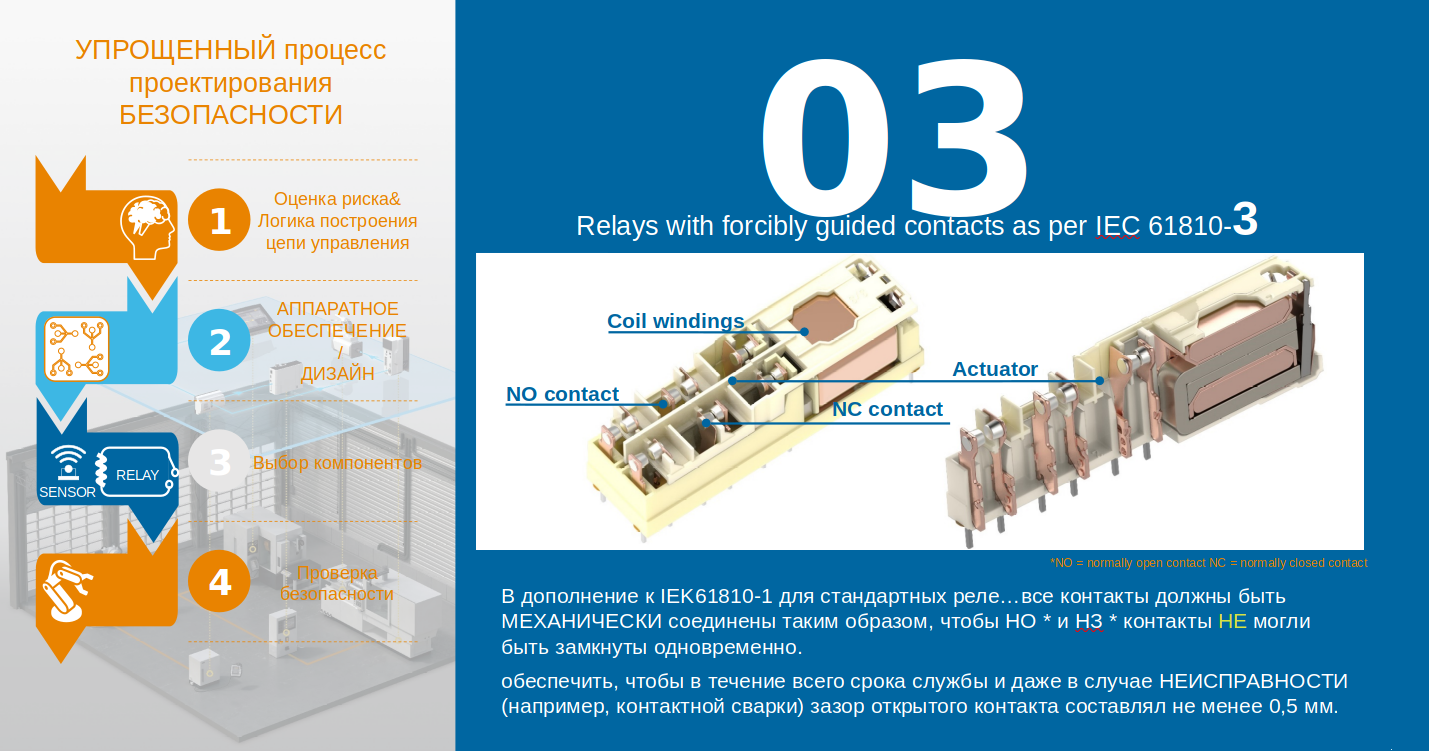 УПРОЩЕННЫЙ процесс
проектирования
БЕЗОПАСНОСТИ
1
Оценка риска&
Логика построения
цепи управления
2
АППАРАТНОЕ
ОБЕСПЕЧЕНИЕ
/
ДИЗАЙН
SENSOR
RELAY
3
Выбор компонентов
4
Проверка
безопасности
03
Relays with forcibly guided contacts as per IEC 61810-3
Coil windings
NO contact
Actuator
NC contact
*NO = normally open contact NC = normally closed contact
В дополнение к IEK61810-1 для стандартных реле…все контакты должны быть
МЕХАНИЧЕСКИ соединены таким образом, чтобы НО * и НЗ * контакты НЕ могли
быть замкнуты одновременно.
обеспечить, чтобы в течение всего срока службы и даже в случае НЕИСПРАВНОСТИ
(например, контактной сварки) зазор открытого контакта составлял не менее 0,5 мм.